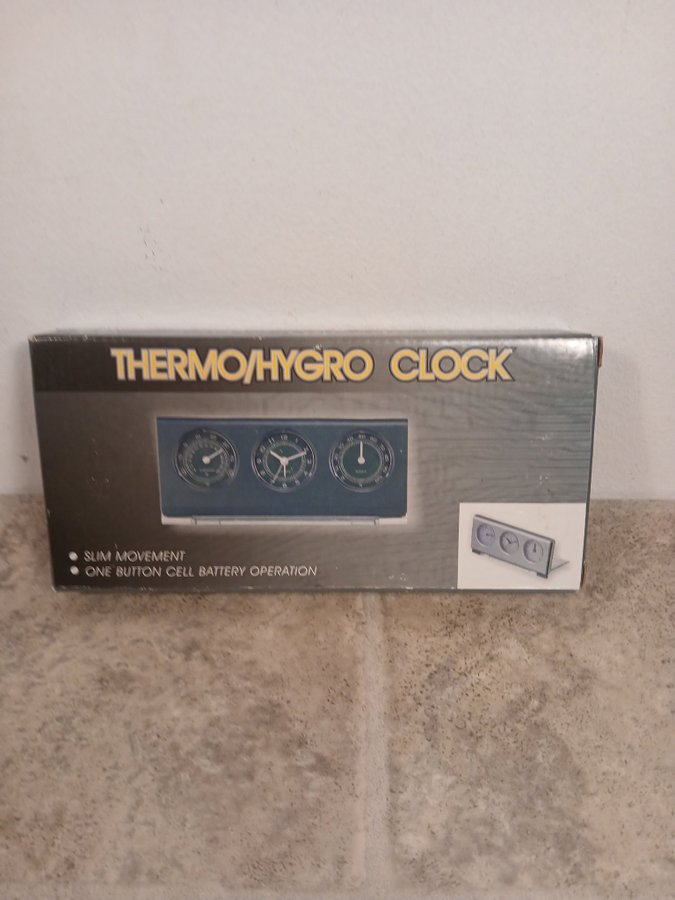 THERMO/HYGRO CLOCK
SLIM MOVEMENT
ONE BUTTON CELL BATTERY OPERATION